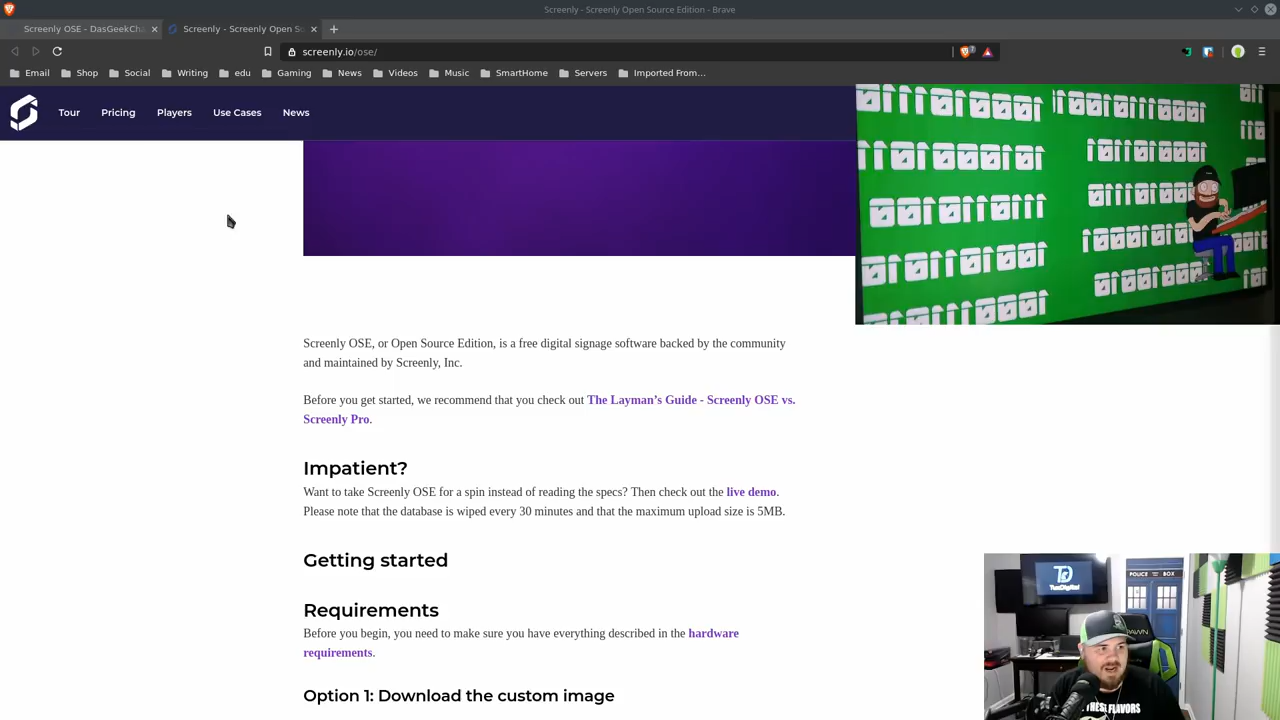 Screenly - Screenly Open Source Edition - Brave
Screenly OSE - DasGeekCha
Screenly - Screenly Open So
screenly.io/ose/
Email Shop Social Writing edu Gaming News Videos Music SmartHome Servers Imported From…
Tour Pricing Players Use Cases News
Screenly OSE, or Open Source Edition, is a free digital signage software backed by the community
and maintained by Screenly, Inc.
Before you get started, we recommend that you check out The Layman's Guide - Screenly OSE vs.
Screenly Pro.
Impatient?
Want to take Screenly OSE for a spin instead of reading the specs? Then check out the live demo.
Please note that the database is wiped every 30 minutes and that the maximum upload size is 5MB.
Getting started
Requirements
Before you begin, you need to make sure you have everything described in the hardware
requirements.
Option 1: Download the custom image
POLICE BOX
TD
THESE FLAVORS